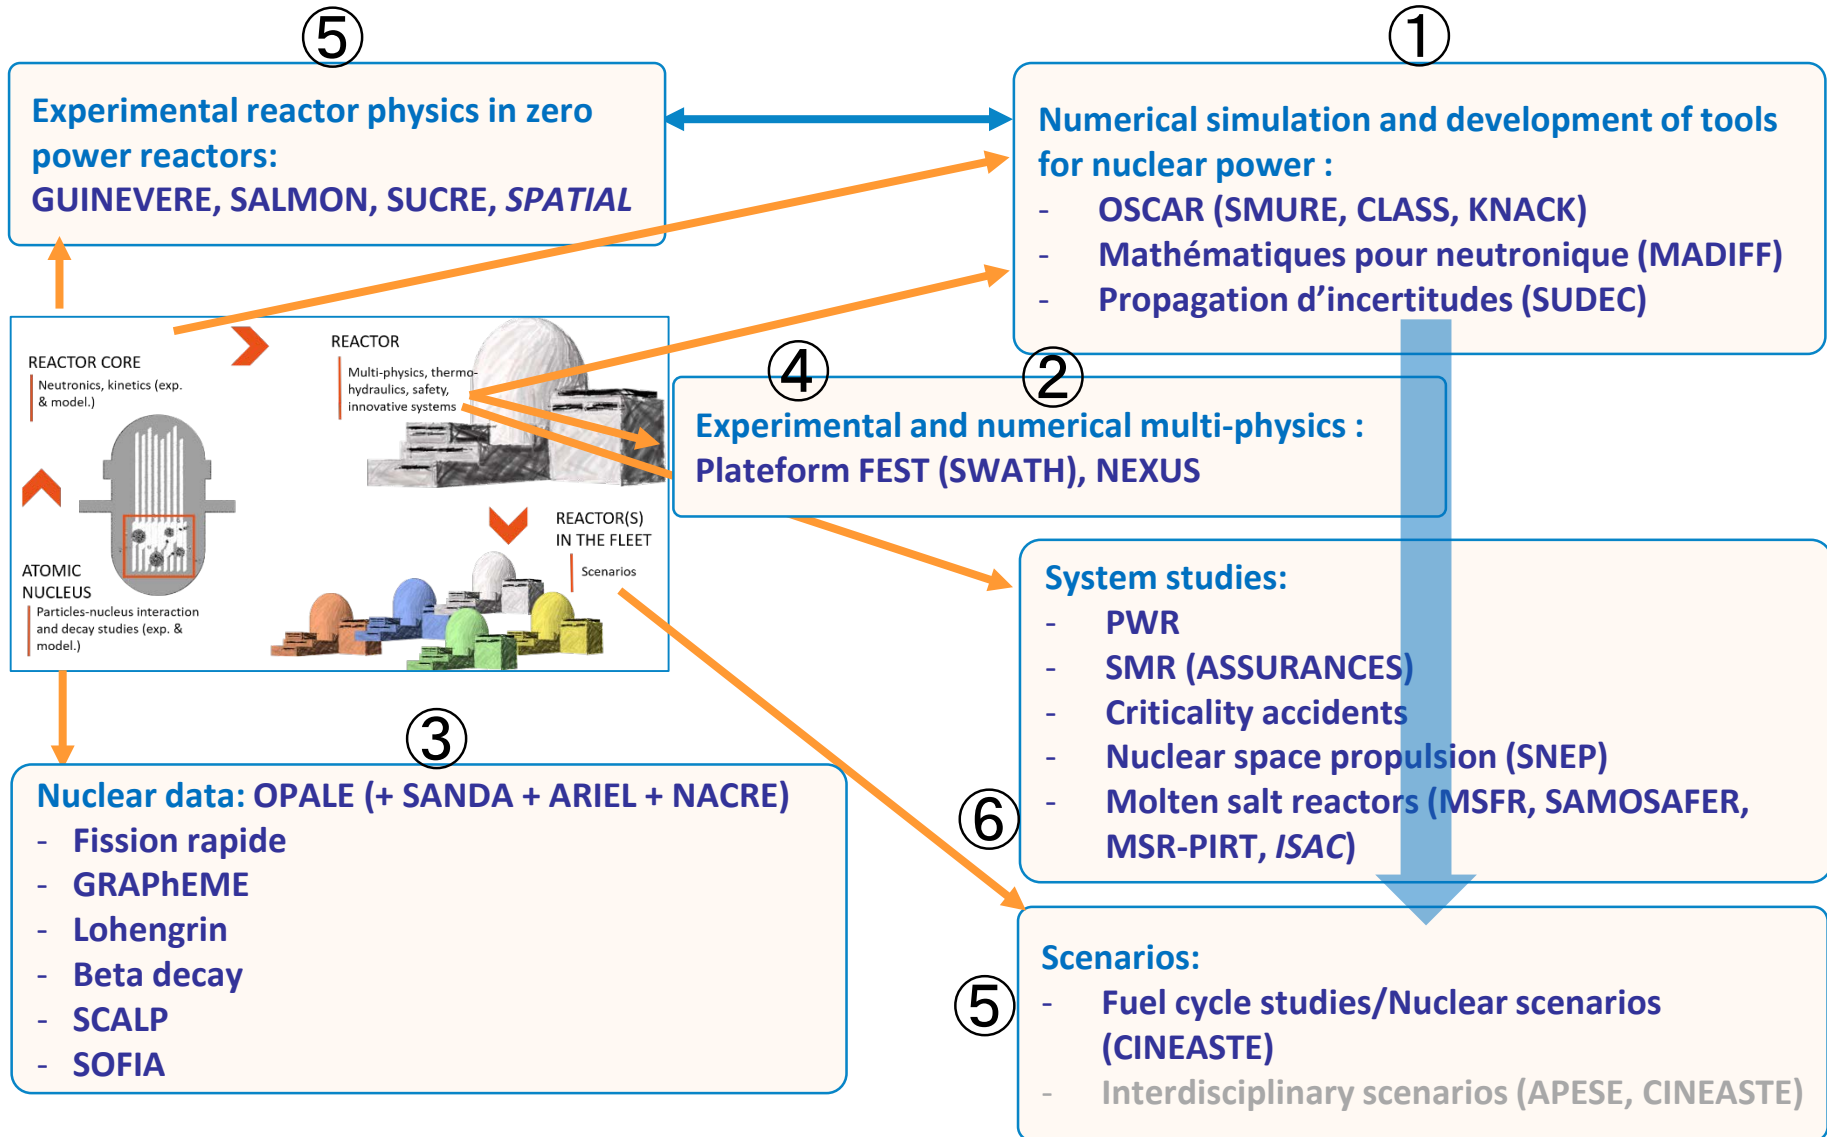 ⑤
Experimental reactor physics in zero
power reactors:
GUINEVERE, SALMON, SUCRE, SPATIAL
①
Numerical simulation and development of tools
for nuclear power :
- OSCAR (SMURE, CLASS, KNACK)
- Mathématiques pour neutronique (MADIFF)
- Propagation d’incertitudes (SUDEC)
REACTOR CORE
Neutronics, kinetics (exp.
& model.)
REACTOR
Multi-physics, thermo-
hydraulics, safety,
innovative systems
ATOMIC
NUCLEUS
Particles-nucleus interaction
and decay studies (exp. &
model.)
REACTOR(S)
IN THE FLEET
Scenarios
④
②
Experimental and numerical multi-physics :
Plateform FEST (SWATH), NEXUS
System studies:
- PWR
- SMR (ASSURANCES)
- Criticality accidents
- Nuclear space propulsion (SNEP)
- Molten salt reactors (MSFR, SAMOSAFER,
MSR-PIRT, ISAC)
⑥
③
Nuclear data: OPALE (+ SANDA + ARIEL + NACRE)
- Fission rapide
- GRAPhEME
- Lohengrin
- Beta decay
- SCALP
- SOFIA
⑤
Scenarios:
- Fuel cycle studies/Nuclear scenarios
(CINEASTE)
- Interdisciplinary scenarios (APESE, CINEASTE)